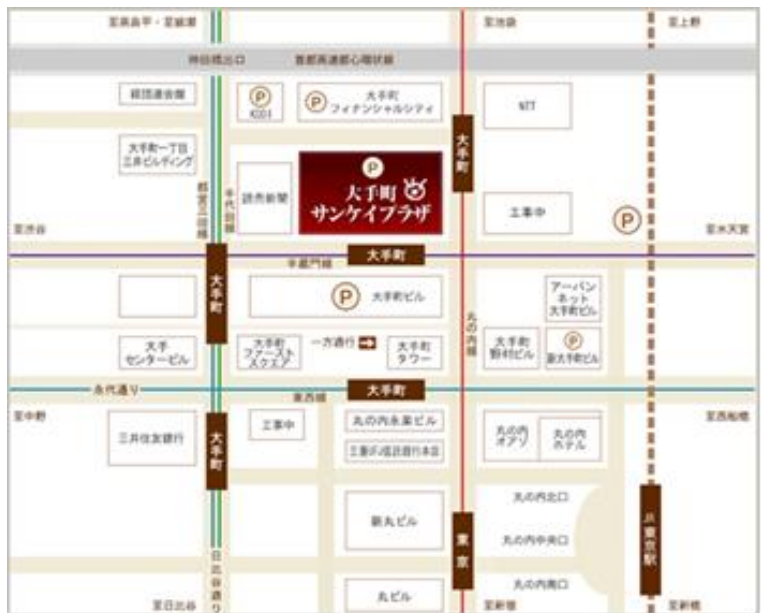 至高島平・至綾瀬
至池袋
至上野
神田橋出口
首都高速都心環状線
経団連会館
P
KDDI
P
大手町
フィナンシャルシティ
NTT
大手町
大手町一丁目
三井ビルディング
都営三田線
千代田線
読売新聞
P
大手町
サンケイプラザ
工事中
P
至渋谷
至水天宮
大手町
半蔵門線
大手町
P
大手町ビル
アーバン
ネット
大手町ビル
丸の内線
大手
センタービル
大手町
ファースト
スクエア
一方通行
大手町
タワー
大手町
野村ビル
P
新大手町ビル
永代通り
大手町
東西線
至中野
至西船橋
三井住友銀行
大手町
工事中
丸の内永楽ビル
三菱UFJ信託銀行本店
丸の内
オアゾ
丸の内
ホテル
新丸ビル
丸の内北口
東京
丸の内中央口
JR東京駅
日比谷通り
丸の内南口
丸ビル
至日比谷
至新宿
至新橋